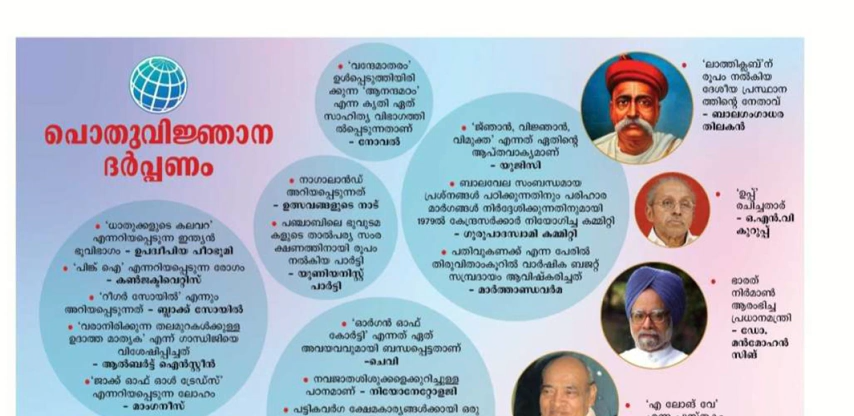 പൊതുവിജ്ഞാന
ദർപ്പണം
• 'വന്ദേമാതരം'
ഉൾപ്പെടുത്തിയിരി
ക്കുന്ന 'ആനന്ദമഠം'
എന്ന കൃതി ഏത്
സാഹിത്യ വിഭാഗത്തി
ൽപ്പെടുന്നതാണ്
- നോവൽ
• നാഗാലാൻഡ്
അറിയപ്പെടുന്നത്
- ഉത്സവങ്ങളുടെ നാട്
• പഞ്ചാബിലെ ഭൂവുടമ
കളുടെ താൽപര്യ സംര
ക്ഷണത്തിനായി രൂപം
നൽകിയ പാർട്ടി
- യൂണിയനിസ്റ്റ്
പാർട്ടി
• 'ധാതുക്കളുടെ കലവറ'
എന്നറിയപ്പെടുന്ന ഇന്ത്യൻ
ഭൂവിഭാഗം - ഉപദ്വീപീയ പീഠഭൂമി
• 'പിങ്ക് ഐ' എന്നറിയപ്പെടുന്ന രോഗം
- കൺജക്ടിവെറ്റിസ്
• 'റീഗർ സോയിൽ' എന്നും
അറിയപ്പെടുന്നത് - ബ്ലാക്ക് സോയിൽ
• 'വരാനിരിക്കുന്ന തലമുറകൾക്കുള്ള
ഉദാത്ത മാതൃക' എന്ന് ഗാന്ധിജിയെ
വിശേഷിപ്പിച്ചത്
- ആൽബർട്ട് ഐൻസ്റ്റീൻ
• 'ജാക്ക് ഓഫ് ഓൾ ട്രേഡ്സ്'
എന്നറിയപ്പെടുന്ന ലോഹം
- മാംഗനീസ്
• 'ജ്ഞാൻ, വിജ്ഞാൻ,
വിമുക്ത' എന്നത് ഏതിന്റെ
ആപ്തവാക്യമാണ്
- യുജിസി
• ബാലവേല സംബന്ധമായ
പ്രശ്നങ്ങൾ പഠിക്കുന്നതിനും പരിഹാര
മാർഗങ്ങൾ നിർദ്ദേശിക്കുന്നതിനുമായി
1979ൽ കേന്ദ്രസർക്കാർ നിയോഗിച്ച കമ്മിറ്റി
- ഗുരുപാദസ്വാമി കമ്മിറ്റി
• പതിവുകണക്ക് എന്ന പേരിൽ
തിരുവിതാംകൂറിൽ വാർഷിക ബജറ്റ്
സമ്പ്രദായം ആവിഷ്കരിച്ചത്
- മാർത്താണ്ഡവർമ
• 'ഓർഗൻ ഓഫ്
കോർട്ടി' എന്നത് ഏത്
അവയവവുമായി ബന്ധപ്പെട്ടതാണ്
-ചെവി
• നവജാതശിശുക്കളെക്കുറിച്ചുള്ള
പഠനമാണ് - നിയോനേറ്റോളജി
• പട്ടികവർഗ ക്ഷേമകാര്യങ്ങൾക്കായി ഒരു
• 'ലാത്തിക്ലബ്'ന്
രൂപം നൽകിയ
ദേശീയ പ്രസ്ഥാന
ത്തിന്റെ നേതാവ്
- ബാലഗംഗാധര
തിലകൻ
• 'ഉപ്പ്'
രചിച്ചതാര്
- ഒ.എൻ.വി
കുറുപ്പ്
• ഭാരത്
നിർമാൺ
ആരംഭിച്ച
പ്രധാനമന്ത്രി
- ഡോ.
മൻമോഹൻ
സിങ്
• 'എ ലോങ് വേ'